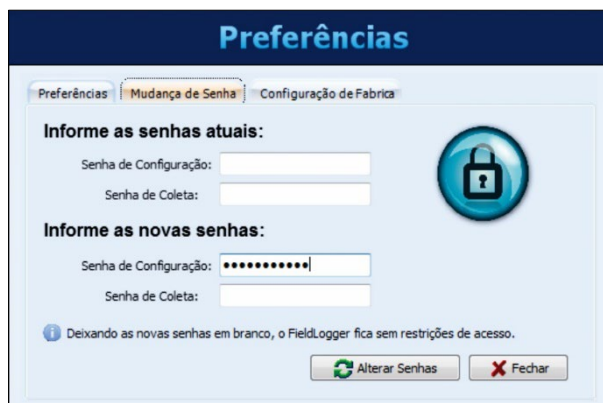 Preferências
Preferências Mudança de Senha Configuração de Fabrica
Informe as senhas atuais:
Senha de Configuração:
Senha de Coleta:
Informe as novas senhas:
Senha de Configuração: •••••••••••
Senha de Coleta:
Deixando as novas senhas em branco, o FieldLogger fica sem restrições de acesso.
Alterar Senhas Fechar